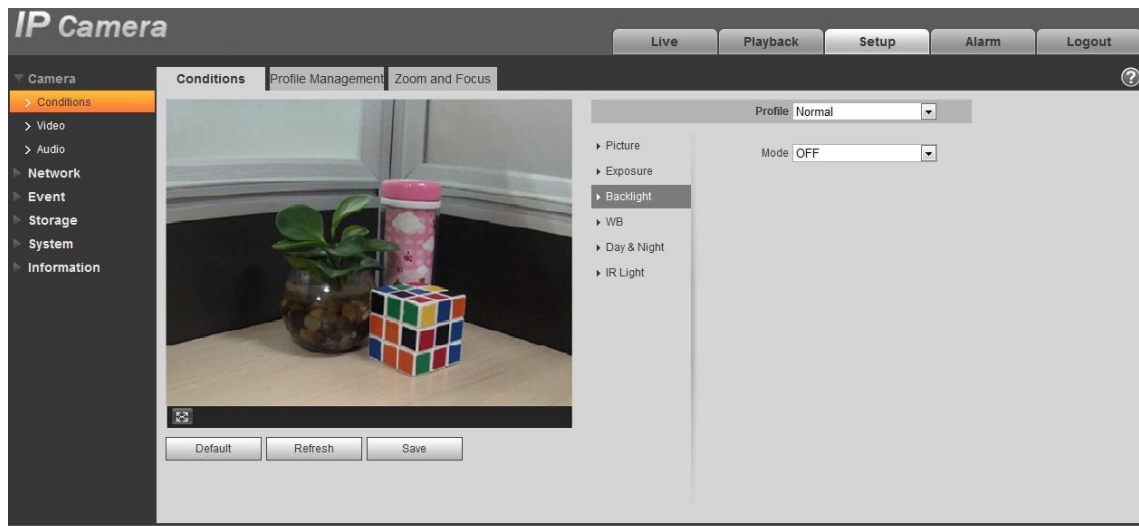 IP Camera
Live
Playback
Setup
Alarm
Logout
Camera
Conditions
Video
Audio
Network
Event
Storage
System
Information
Conditions
Profile Management
Zoom and Focus
?
Profile Normal
Picture
Exposure
Backlight
WB
Day & Night
IR Light
Mode OFF
Default
Refresh
Save